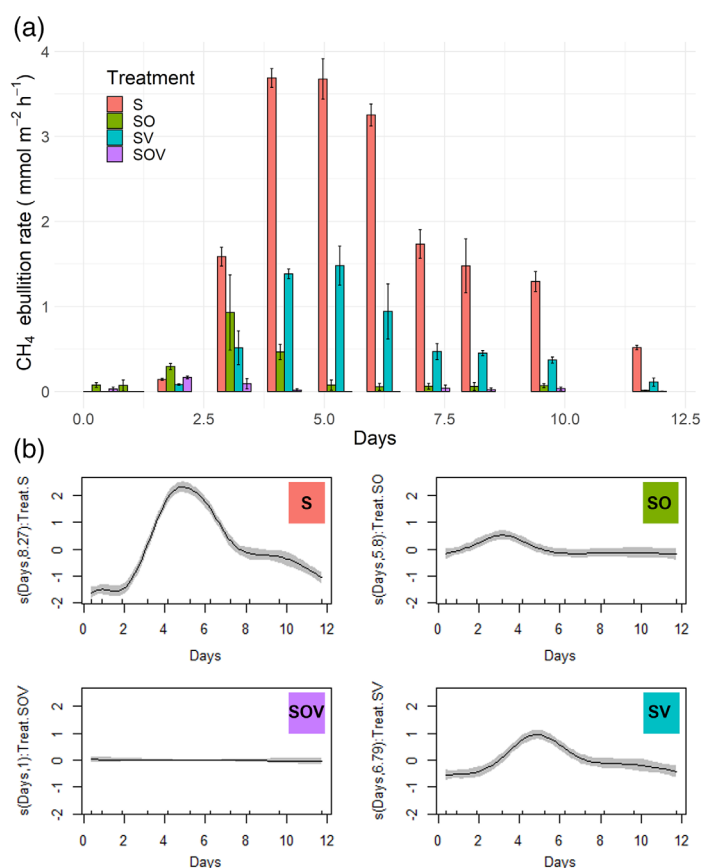 (a)
CH₄ ebullition rate ( mmol m⁻² h⁻¹)
4
3
2
1
0
Treatment
S
SO
SV
SOV
0.0 2.5 5.0 7.5 10.0 12.5
Days
(b)
s(Days,8.27):Treat.S
2
1
0
-1
-2
S
0 2 4 6 8 10 12
Days
s(Days,5.8):Treat.SO
2
1
0
-1
-2
SO
0 2 4 6 8 10 12
Days
s(Days,1):Treat.SOV
2
1
0
-1
-2
SOV
0 2 4 6 8 10 12
Days
s(Days,6.79):Treat.SV
2
1
0
-1
-2
SV
0 2 4 6 8 10 12
Days